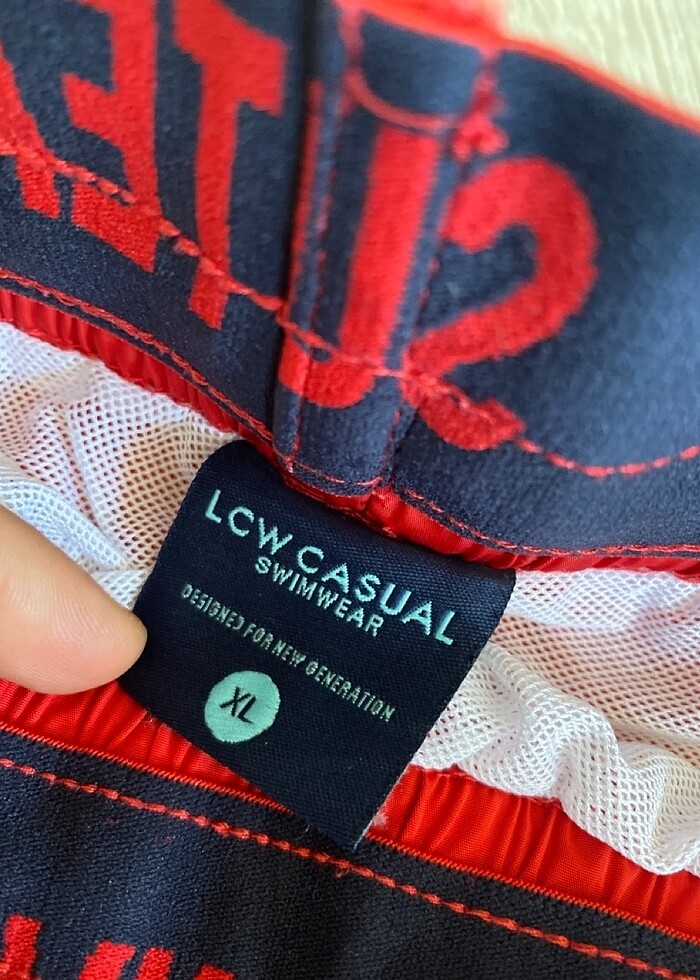 LCW CASUAL
SWIMWEAR
DESIGNED FOR NEW GENERATION
XL